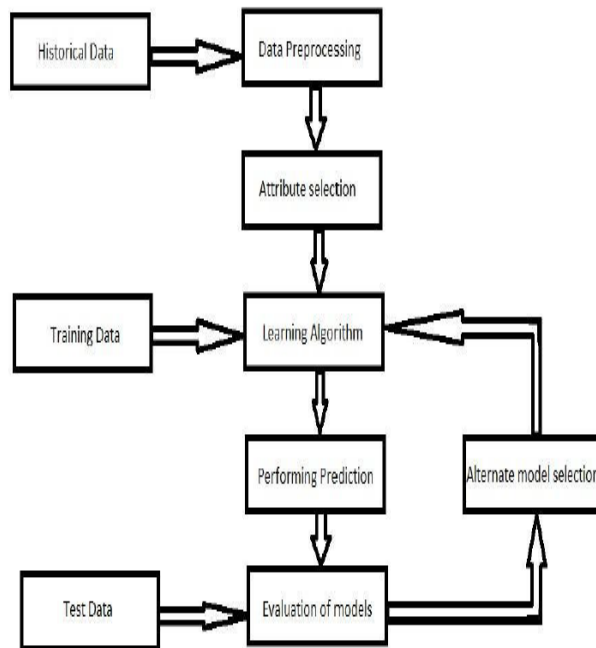 Historical Data
Data Preprocessing
Attribute selection
Training Data
Learning Algorithm
Performing Prediction
Alternate model selection
Test Data
Evaluation of models